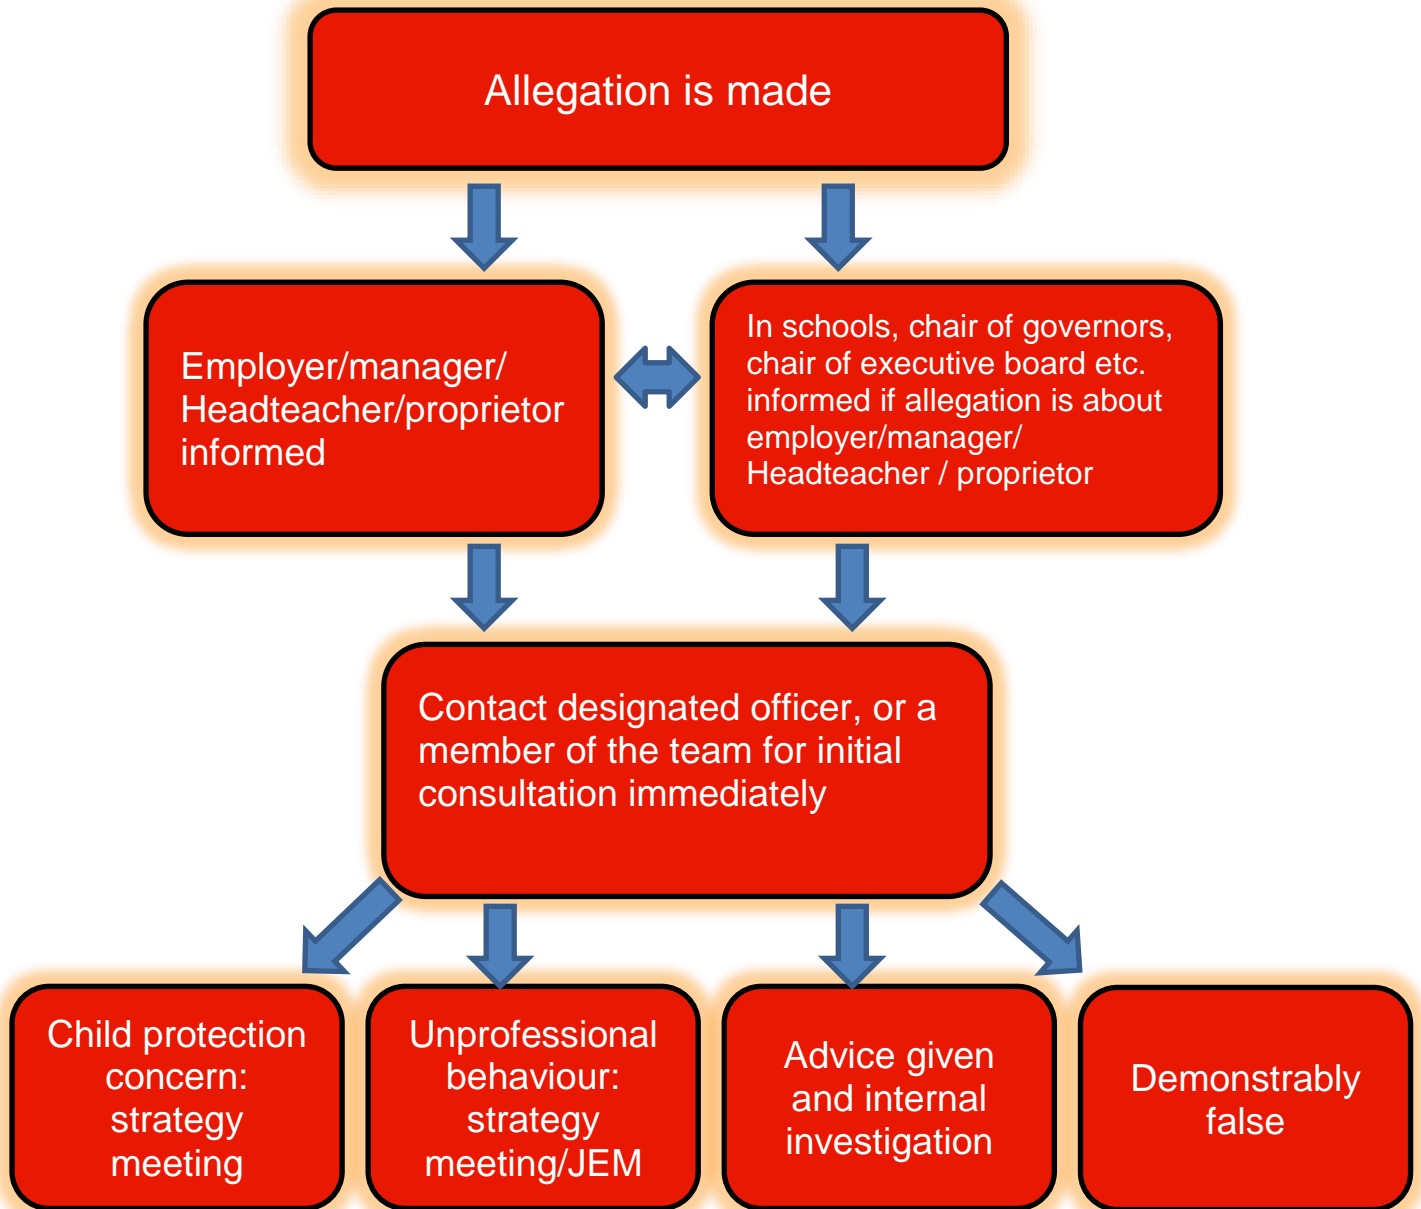 Allegation is made
Employer/manager/
Headteacher/proprietor
informed
In schools, chair of governors,
chair of executive board etc.
informed if allegation is about
employer/manager/
Headteacher / proprietor
Contact designated officer, or a
member of the team for initial
consultation immediately
Child protection
concern:
strategy
meeting
Unprofessional
behaviour:
strategy
meeting/JEM
Advice given
and internal
investigation
Demonstrably
false